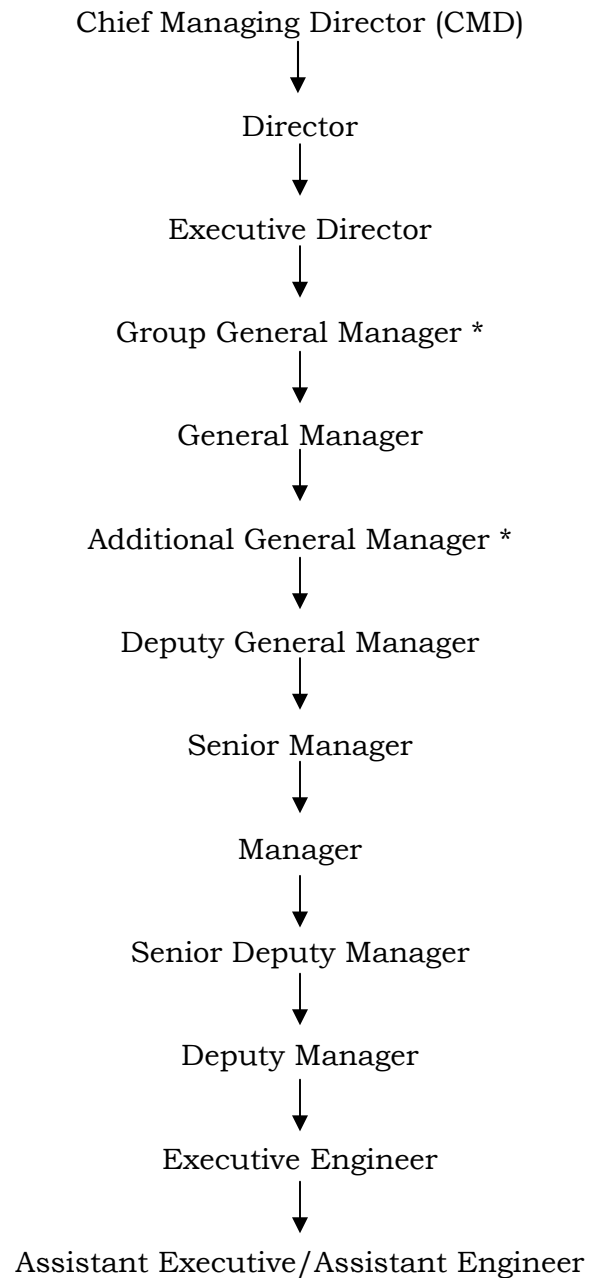 Chief Managing Director (CMD)
Director
Executive Director
Group General Manager *
General Manager
Additional General Manager *
Deputy General Manager
Senior Manager
Manager
Senior Deputy Manager
Deputy Manager
Executive Engineer
Assistant Executive/Assistant Engineer